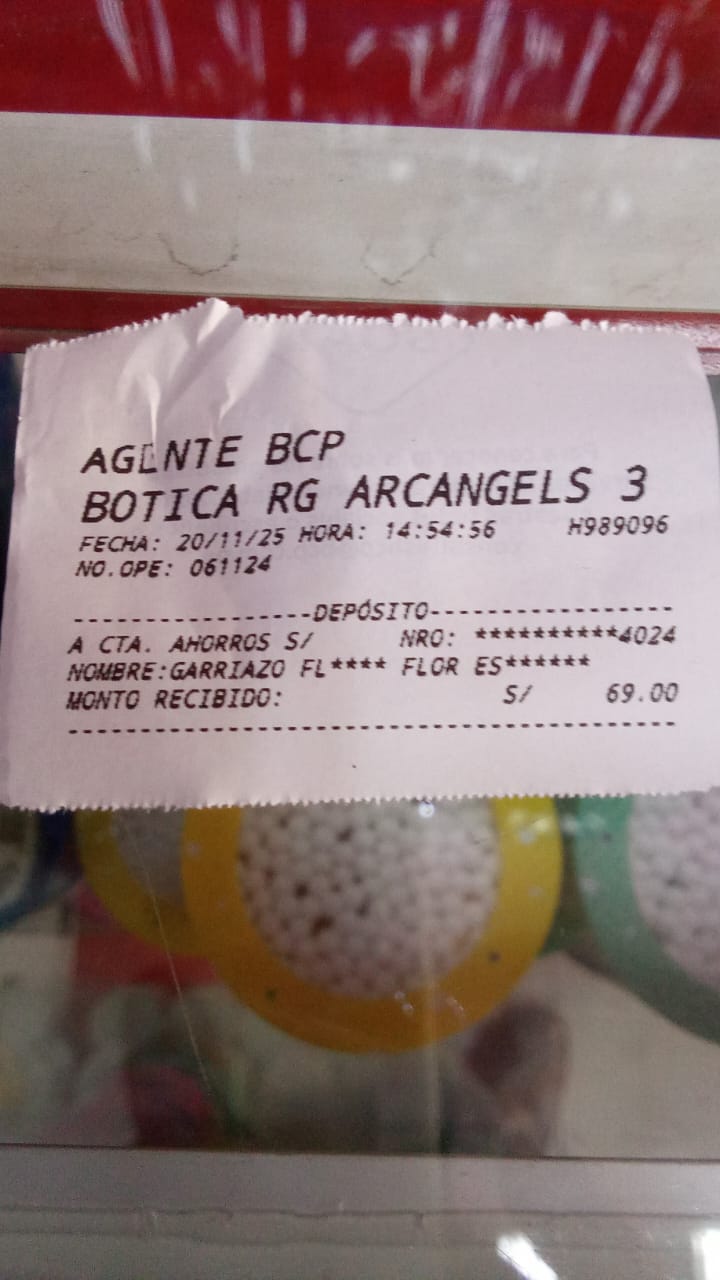 AGENTE BCP
BOTICA RG ARCANGELS 3
FECHA: 20/11/25 HORA: 14:54:56 H989096
NO.OPE: 061124
-----------------DEPÓSITO-----------------
A CTA. AHORROS S/ NRO: **********4024
NOMBRE:GARRIAZO FL**** FLOR ES******
MONTO RECIBIDO: S/ 69.00
------------------------------------------